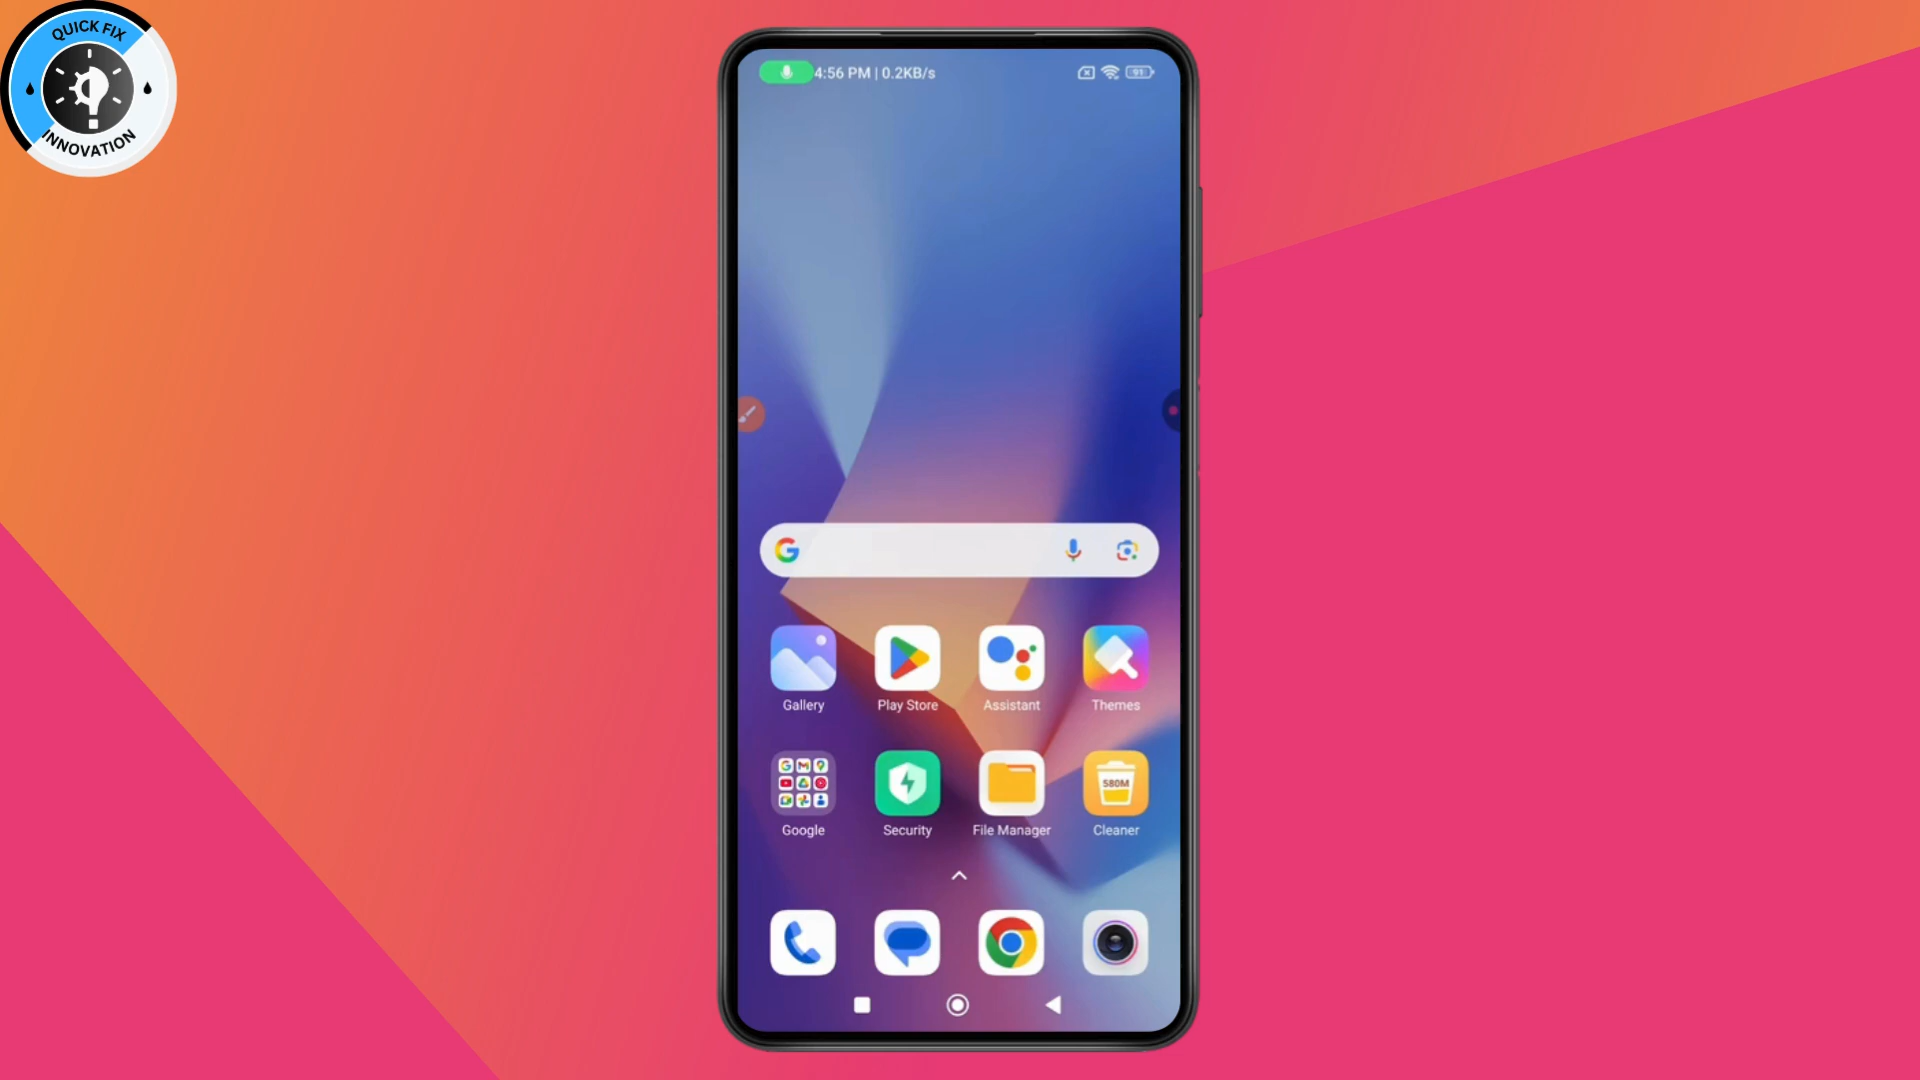 QUICK FIX
INNOVATION
4:56 PM | 0.2KB/s
91
Gallery
Play Store
Assistant
Themes
580M
Google
Security
File Manager
Cleaner